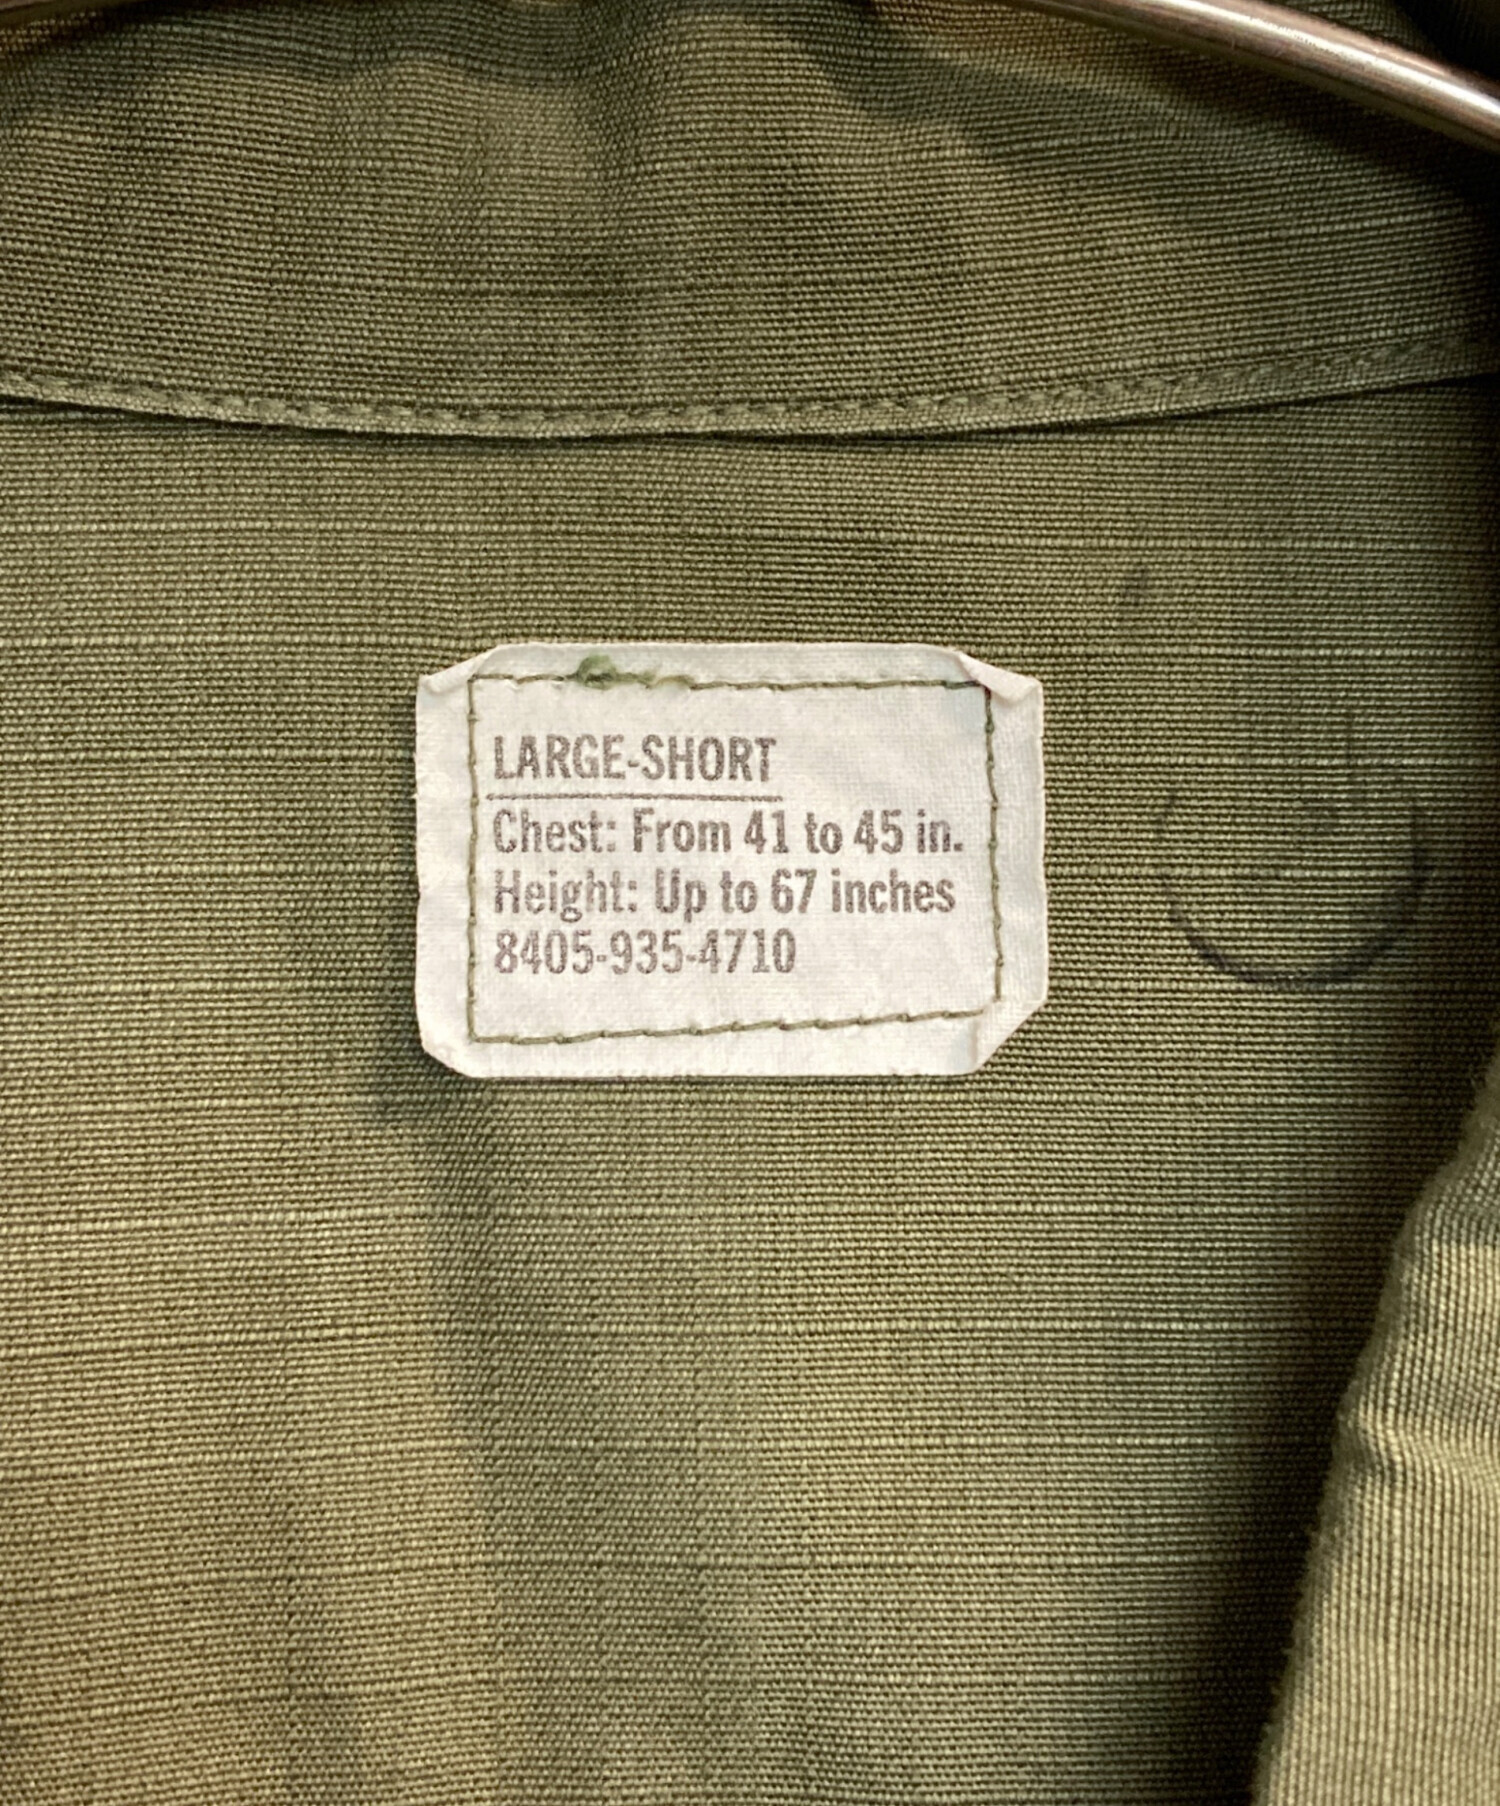 LARGE-SHORT
Chest: From 41 to 45 in.
Height: Up to 67 inches
8405-935-4710